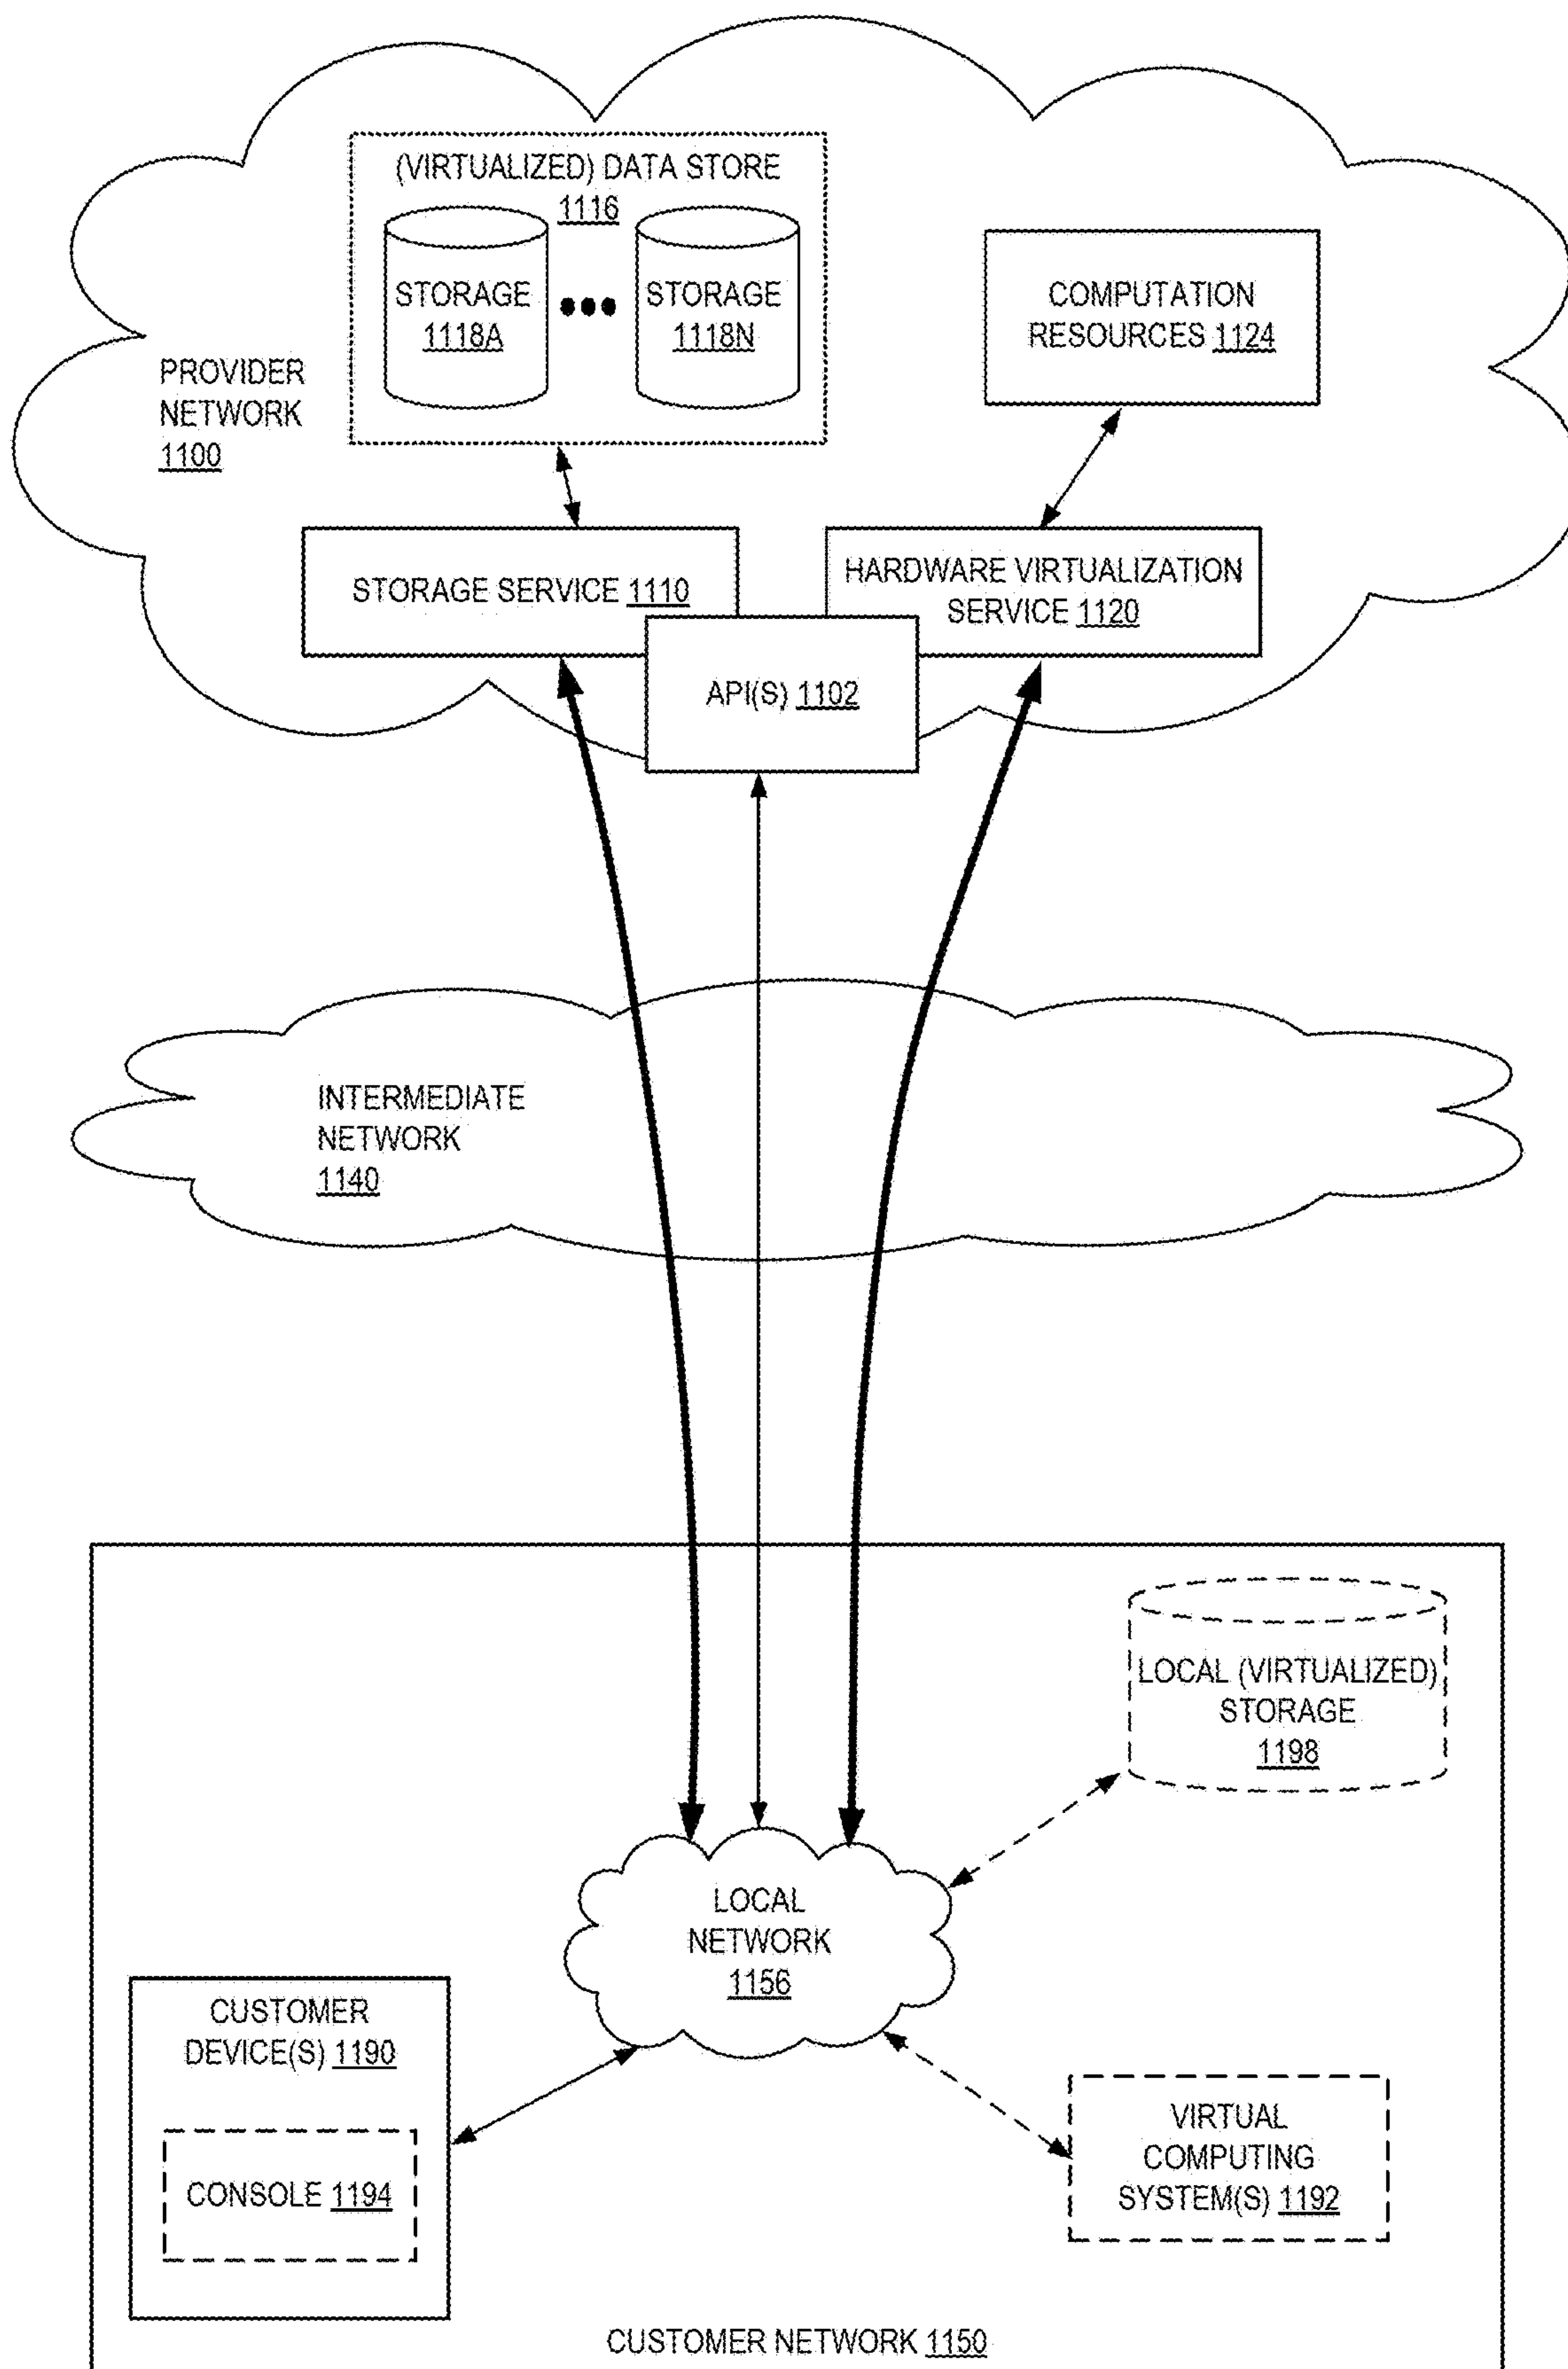 (VIRTUALIZED) DATA STORE
1116
STORAGE
1118A
STORAGE
1118N
COMPUTATION
RESOURCES 1124
PROVIDER
NETWORK
1100
STORAGE SERVICE 1110
HARDWARE VIRTUALIZATION
SERVICE 1120
API(S) 1102
INTERMEDIATE
NETWORK
1140
LOCAL (VIRTUALIZED)
STORAGE
1198
LOCAL
NETWORK
1156
CUSTOMER
DEVICE(S) 1190
CONSOLE 1194
VIRTUAL
COMPUTING
SYSTEM(S) 1192
CUSTOMER NETWORK 1150